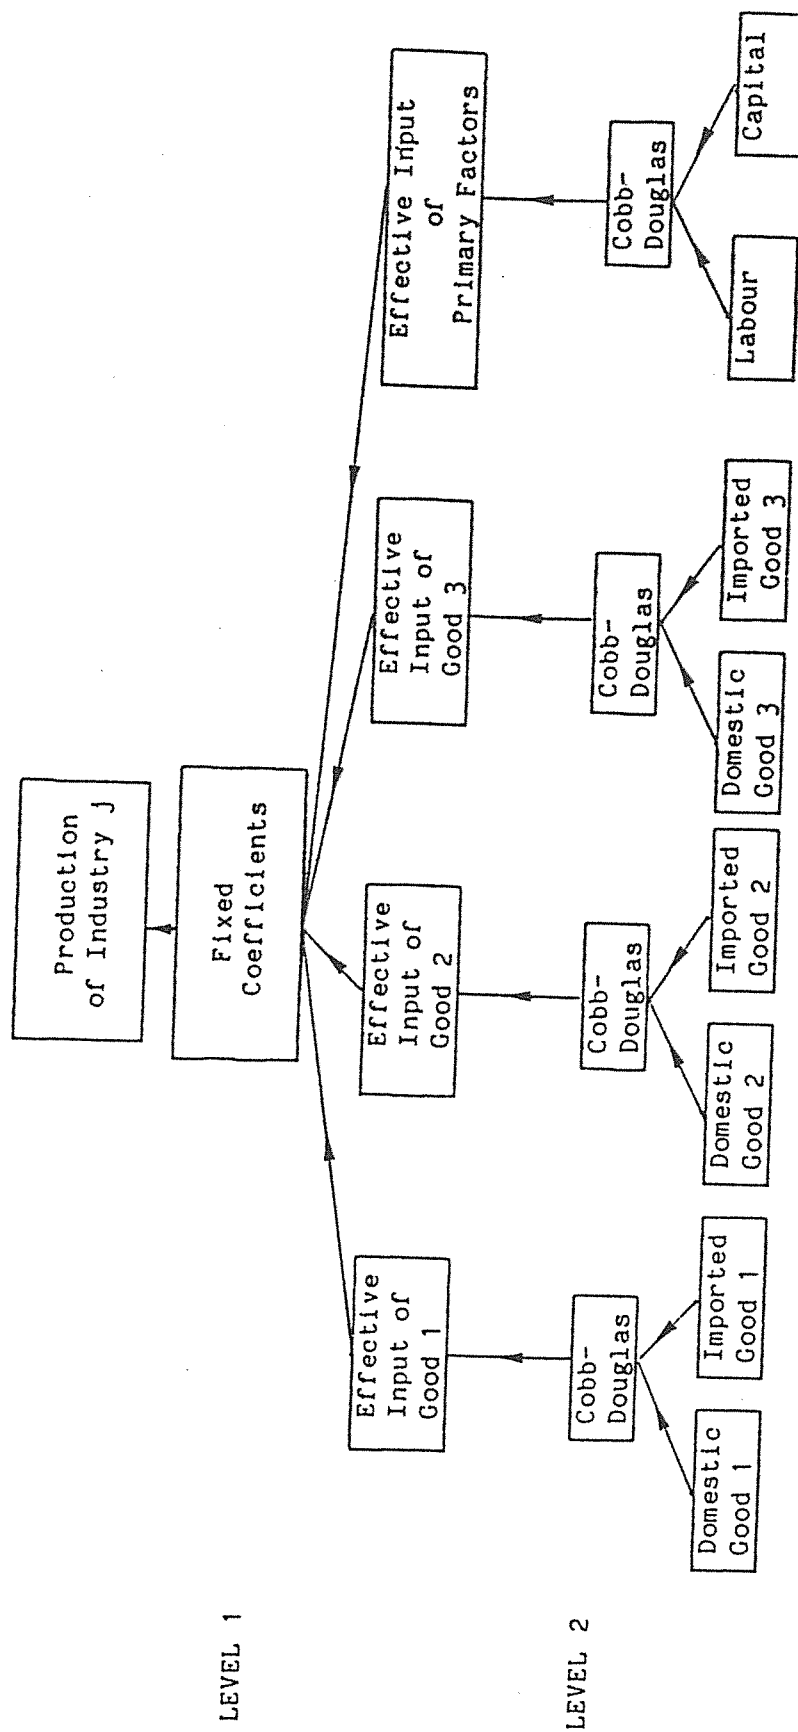 Production
of Industry j
LEVEL 1
Fixed
Coefficients
Effective
Input of
Good 1
Effective
Input of
Good 2
Effective
Input of
Good 3
Effective Input
of
Primary Factors
LEVEL 2
Cobb-
Douglas
Cobb-
Douglas
Cobb-
Douglas
Cobb-
Douglas
Domestic
Good 1
Imported
Good 1
Domestic
Good 2
Imported
Good 2
Domestic
Good 3
Imported
Good 3
Labour
Capital